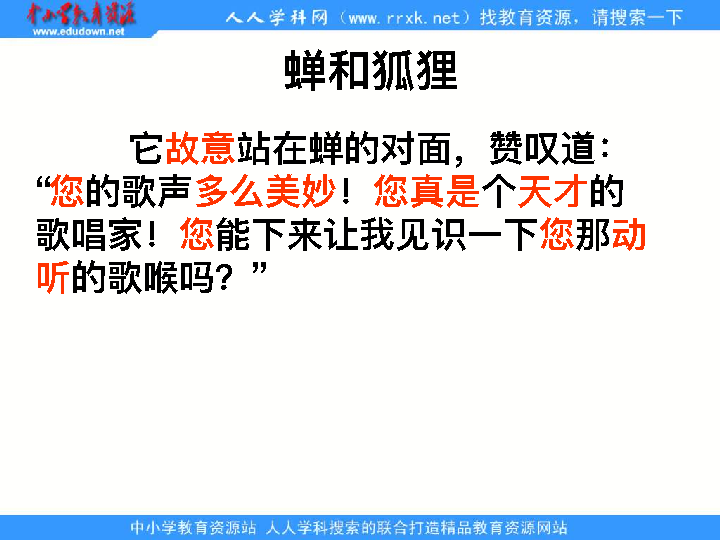 中小学教育资源
www.edudown.net
人人学科网（www.rrxk.net）找教育资源，请搜索一下
蝉和狐狸
它故意站在蝉的对面，赞叹道：
“您的歌声多么美妙！您真是个天才的
歌唱家！您能下来让我见识一下您那动
听的歌喉吗？”
中小学教育资源站 人人学科搜索的联合打造精品教育资源网站